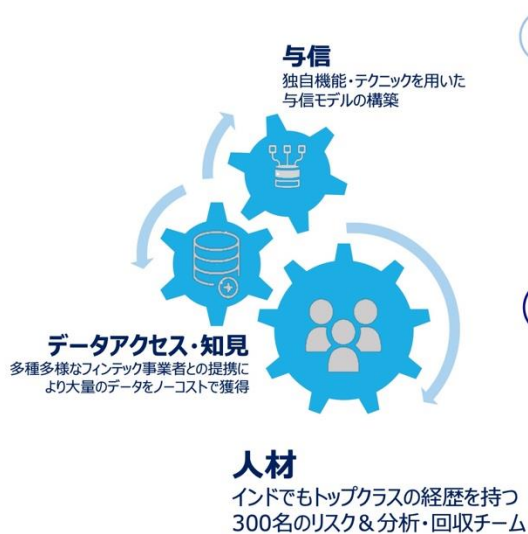 与信
独自機能・テクニックを用いた
与信モデルの構築
データアクセス・知見
多種多様なフィンテック事業者との提携に
より大量のデータをノーコストで獲得
人材
インドでもトップクラスの経歴を持つ
300名のリスク＆分析・回収チーム